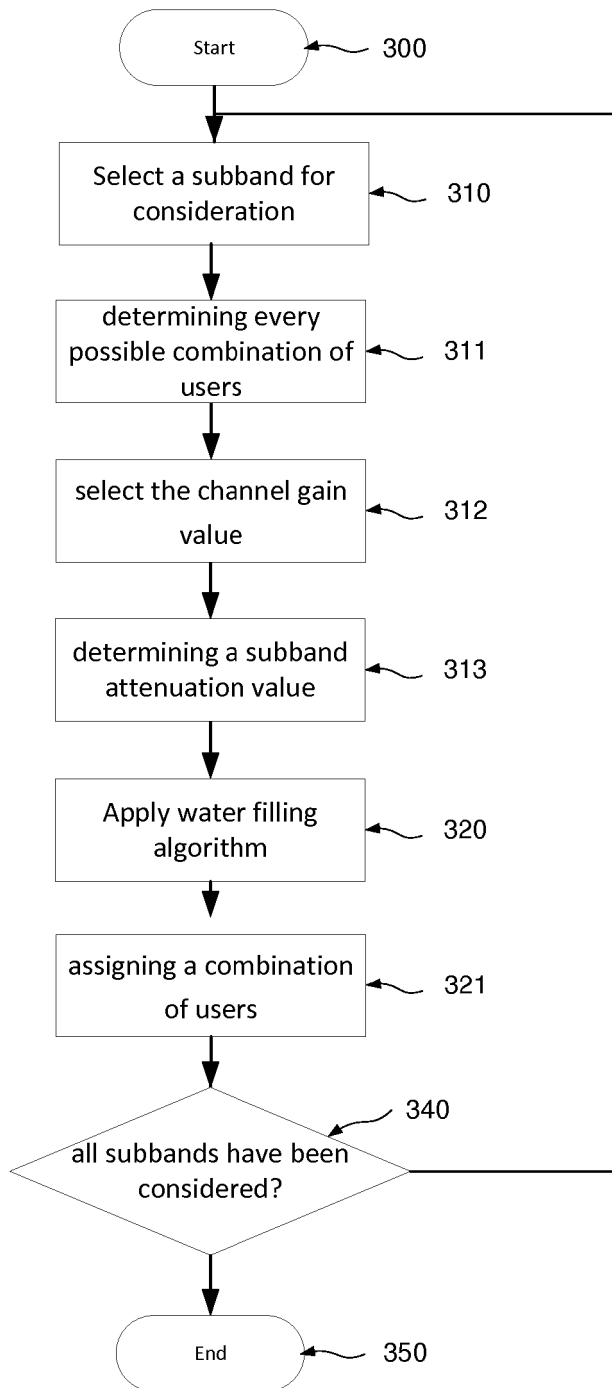 Start
300
Select a subband for
consideration
310
determining every
possible combination of
users
311
select the channel gain
value
312
determining a subband
attenuation value
313
Apply water filling
algorithm
320
assigning a combination
of users
321
340
all subbands have been
considered?
End
350